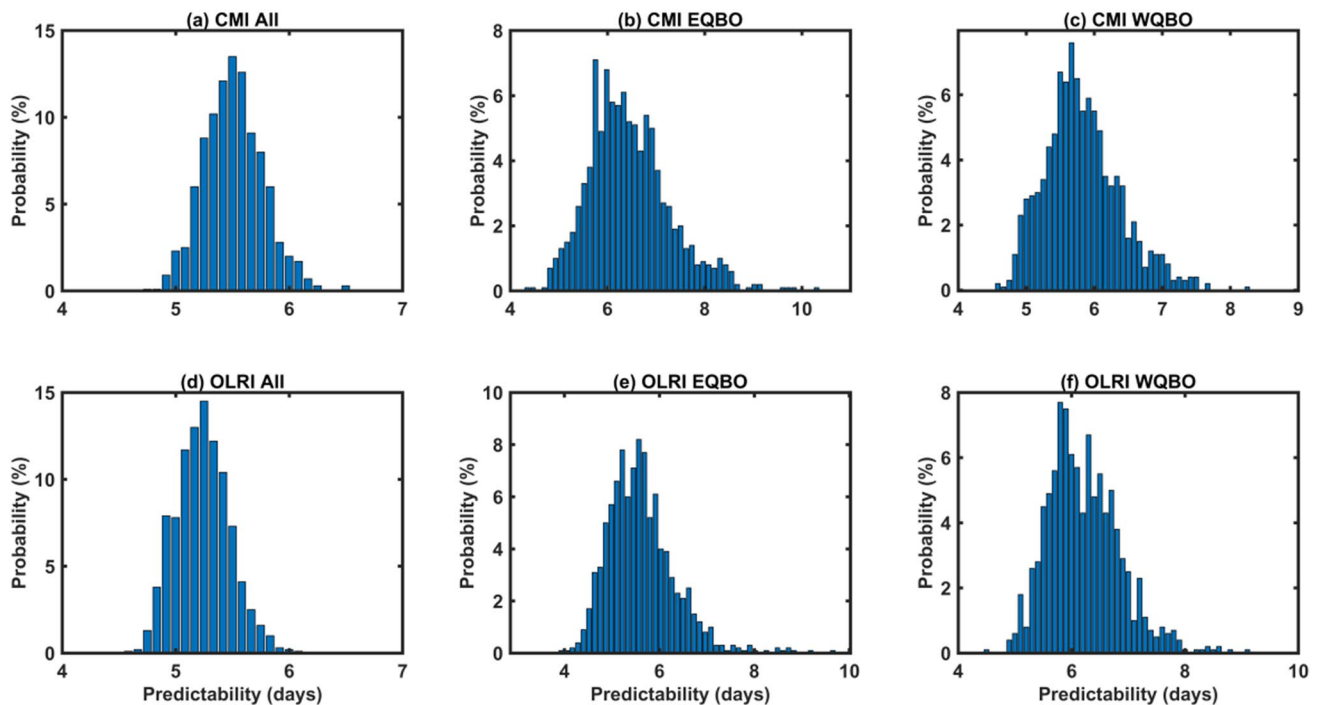 (a) CMI All
(b) CMI EQBO
(c) CMI WQBO
Probability (%)
15
10
5
0
4 5 6 7
Probability (%)
8
6
4
2
0
4 6 8 10
Probability (%)
6
4
2
0
4 5 6 7 8 9
(d) OLRI All
(e) OLRI EQBO
(f) OLRI WQBO
Probability (%)
15
10
5
0
4 5 6 7
Predictability (days)
Probability (%)
10
8
6
4
2
0
4 6 8 10
Predictability (days)
Probability (%)
8
6
4
2
0
4 6 8 10
Predictability (days)